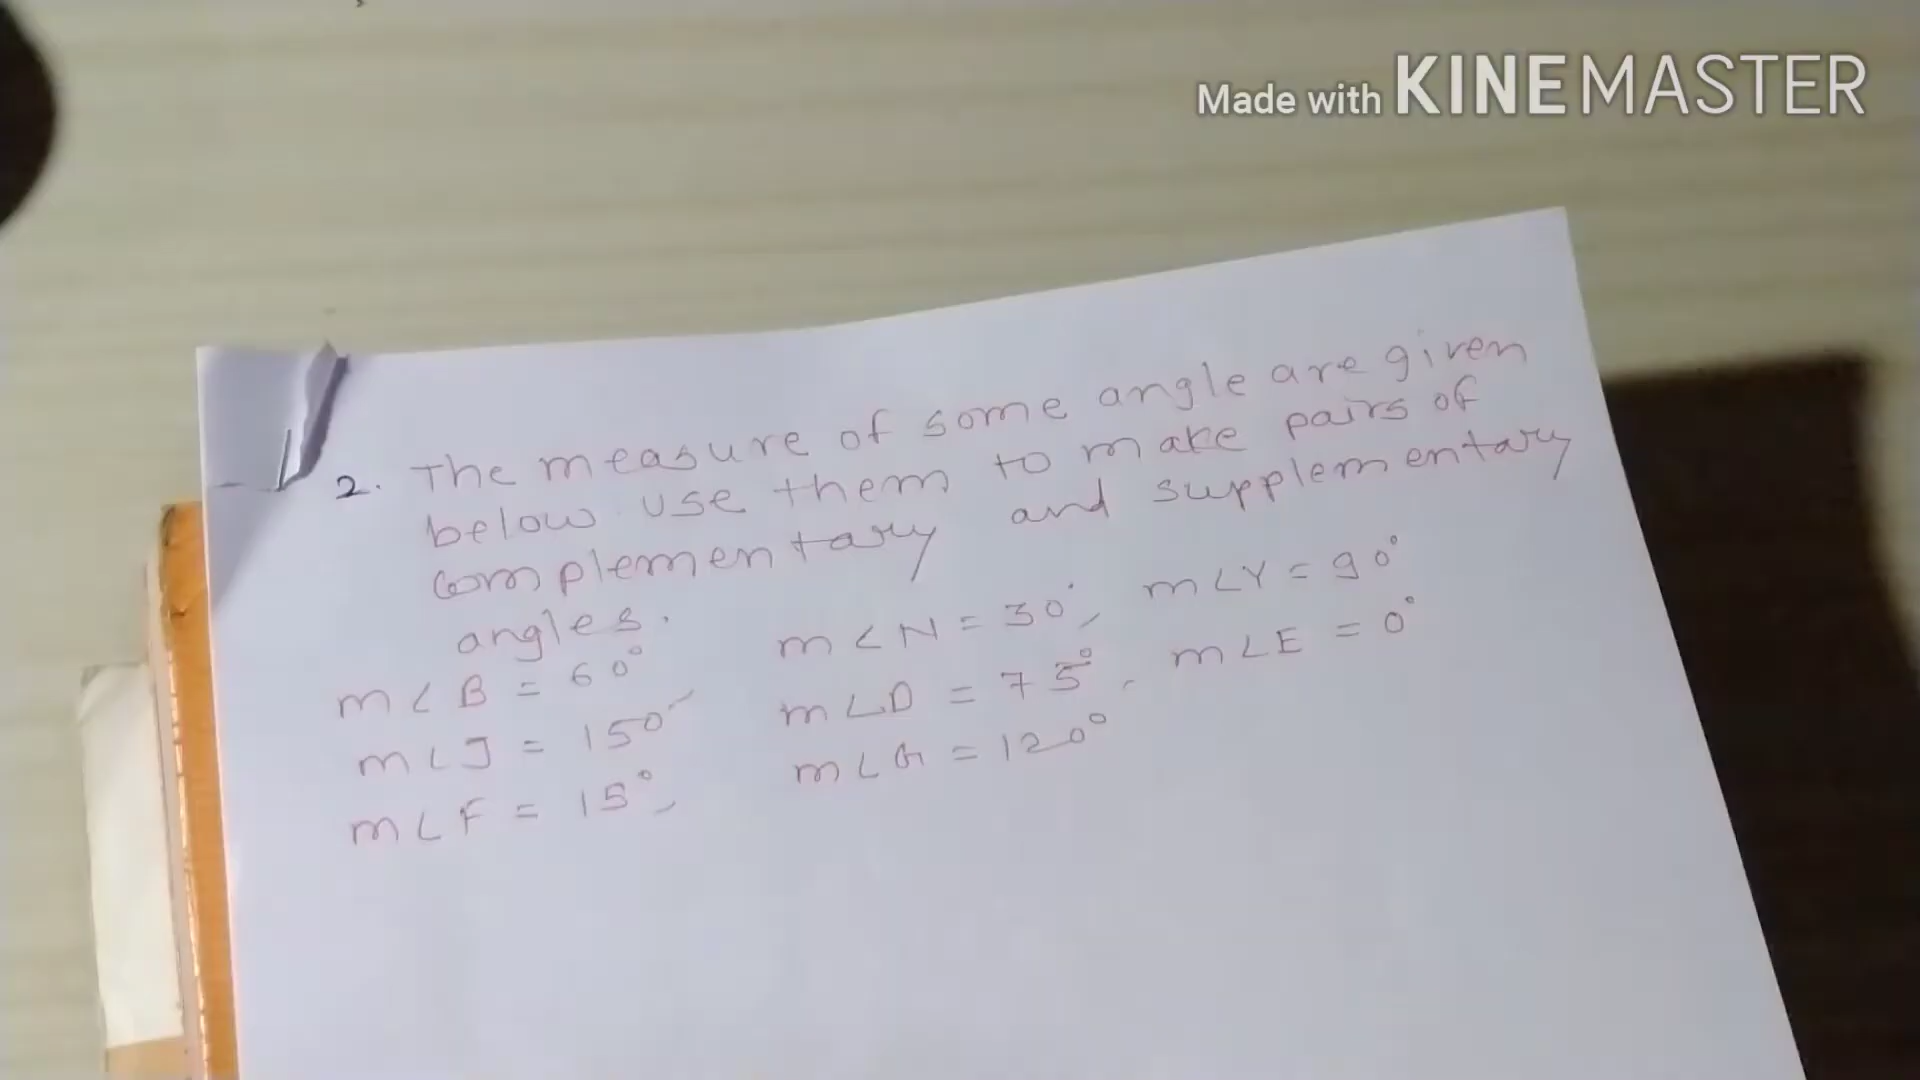 Made with KINEMASTER
2. The measure of some angle are given
below use them to make pairs of
complementary and supplementary
angles.
m∠B = 60° m∠N = 30°, m∠Y = 90°
m∠J = 150° m∠D = 75°, m∠E = 0°
m∠F = 15°, m∠G = 120°